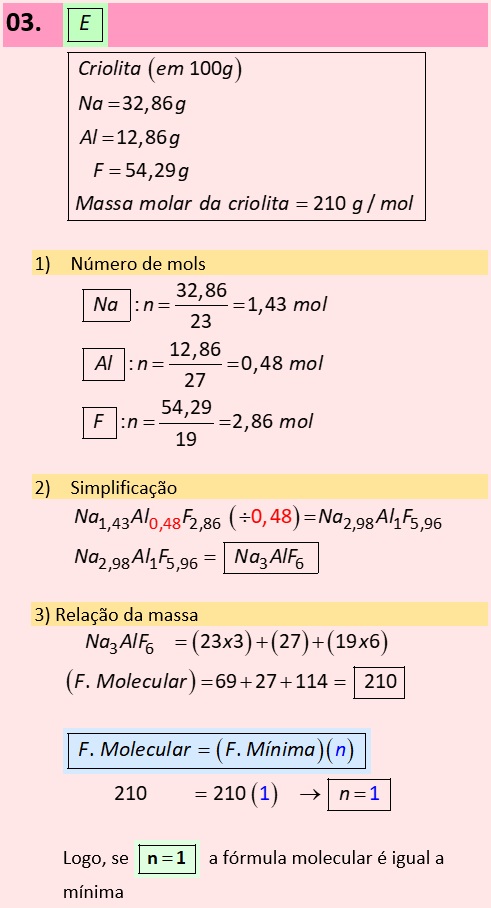 03. E
Criolita (em 100g)
Na = 32,86g
Al = 12,86g
F = 54,29g
Massa molar da criolita = 210 g / mol
1) Número de mols
Na : n = 32,86/23 = 1,43 mol
Al : n = 12,86/27 = 0,48 mol
F : n = 54,29/19 = 2,86 mol
2) Simplificação
Na1,43Al0,48F2,86 (÷0,48) = Na2,98Al1F5,96
Na2,98Al1F5,96 = Na3AlF6
3) Relação da massa
Na3AlF6 = (23x3) + (27) + (19x6)
(F. Molecular) = 69 + 27 + 114 = 210
F. Molecular = (F. Mínima)(n)
210 = 210 (1) → n = 1
Logo, se n = 1 a fórmula molecular é igual a
mínima